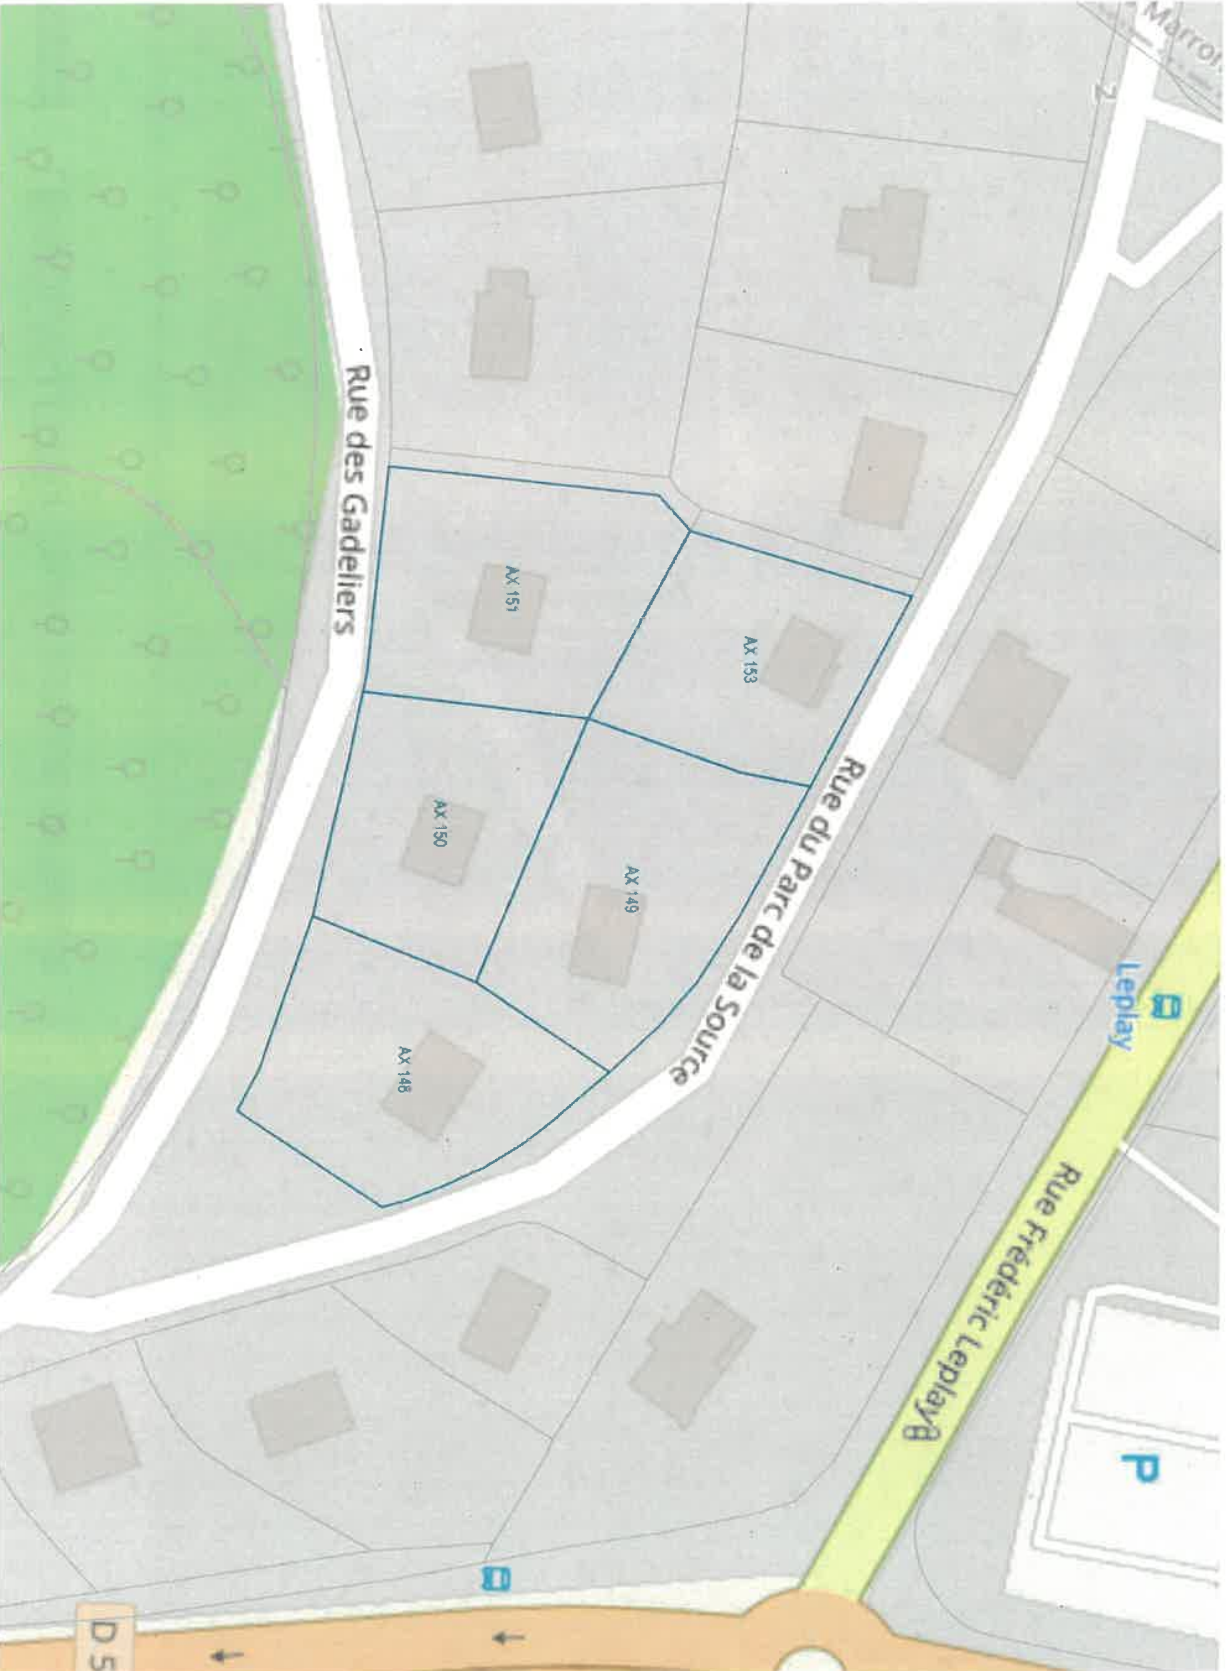 Rue des Gadeliers
AX 151
AX 153
AX 150
AX 149
AX 148
Rue du Parc de la Source
Leplay
Rue Frédéric Leplay
P
D 5